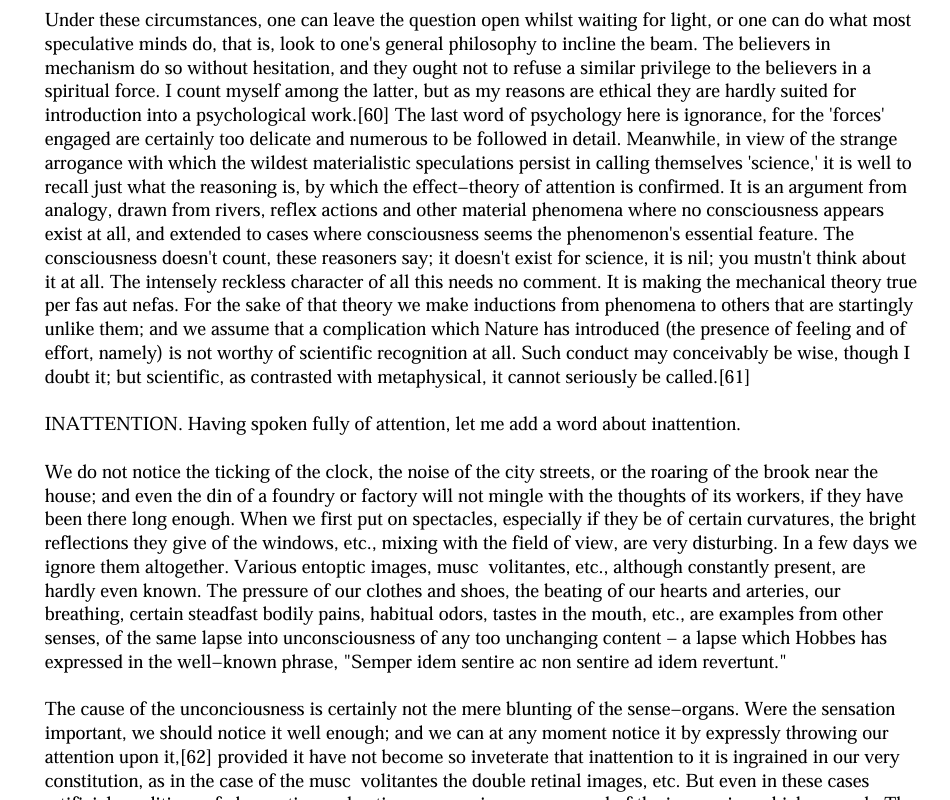 Under these circumstances, one can leave the question open whilst waiting for light, or one can do what most
speculative minds do, that is, look to one's general philosophy to incline the beam. The believers in
mechanism do so without hesitation, and they ought not to refuse a similar privilege to the believers in a
spiritual force. I count myself among the latter, but as my reasons are ethical they are hardly suited for
introduction into a psychological work.[60] The last word of psychology here is ignorance, for the 'forces'
engaged are certainly too delicate and numerous to be followed in detail. Meanwhile, in view of the strange
arrogance with which the wildest materialistic speculations persist in calling themselves 'science,' it is well to
recall just what the reasoning is, by which the effect−theory of attention is confirmed. It is an argument from
analogy, drawn from rivers, reflex actions and other material phenomena where no consciousness appears
exist at all, and extended to cases where consciousness seems the phenomenon's essential feature. The
consciousness doesn't count, these reasoners say; it doesn't exist for science, it is nil; you mustn't think about
it at all. The intensely reckless character of all this needs no comment. It is making the mechanical theory true
per fas aut nefas. For the sake of that theory we make inductions from phenomena to others that are startingly
unlike them; and we assume that a complication which Nature has introduced (the presence of feeling and of
effort, namely) is not worthy of scientific recognition at all. Such conduct may conceivably be wise, though I
doubt it; but scientific, as contrasted with metaphysical, it cannot seriously be called.[61]
INATTENTION. Having spoken fully of attention, let me add a word about inattention.
We do not notice the ticking of the clock, the noise of the city streets, or the roaring of the brook near the
house; and even the din of a foundry or factory will not mingle with the thoughts of its workers, if they have
been there long enough. When we first put on spectacles, especially if they be of certain curvatures, the bright
reflections they give of the windows, etc., mixing with the field of view, are very disturbing. In a few days we
ignore them altogether. Various entoptic images, musc volitantes, etc., although constantly present, are
hardly even known. The pressure of our clothes and shoes, the beating of our hearts and arteries, our
breathing, certain steadfast bodily pains, habitual odors, tastes in the mouth, etc., are examples from other
senses, of the same lapse into unconsciousness of any too unchanging content − a lapse which Hobbes has
expressed in the well−known phrase, "Semper idem sentire ac non sentire ad idem revertunt."
The cause of the unconciousness is certainly not the mere blunting of the sense−organs. Were the sensation
important, we should notice it well enough; and we can at any moment notice it by expressly throwing our
attention upon it,[62] provided it have not become so inveterate that inattention to it is ingrained in our very
constitution, as in the case of the musc volitantes the double retinal images, etc. But even in these cases